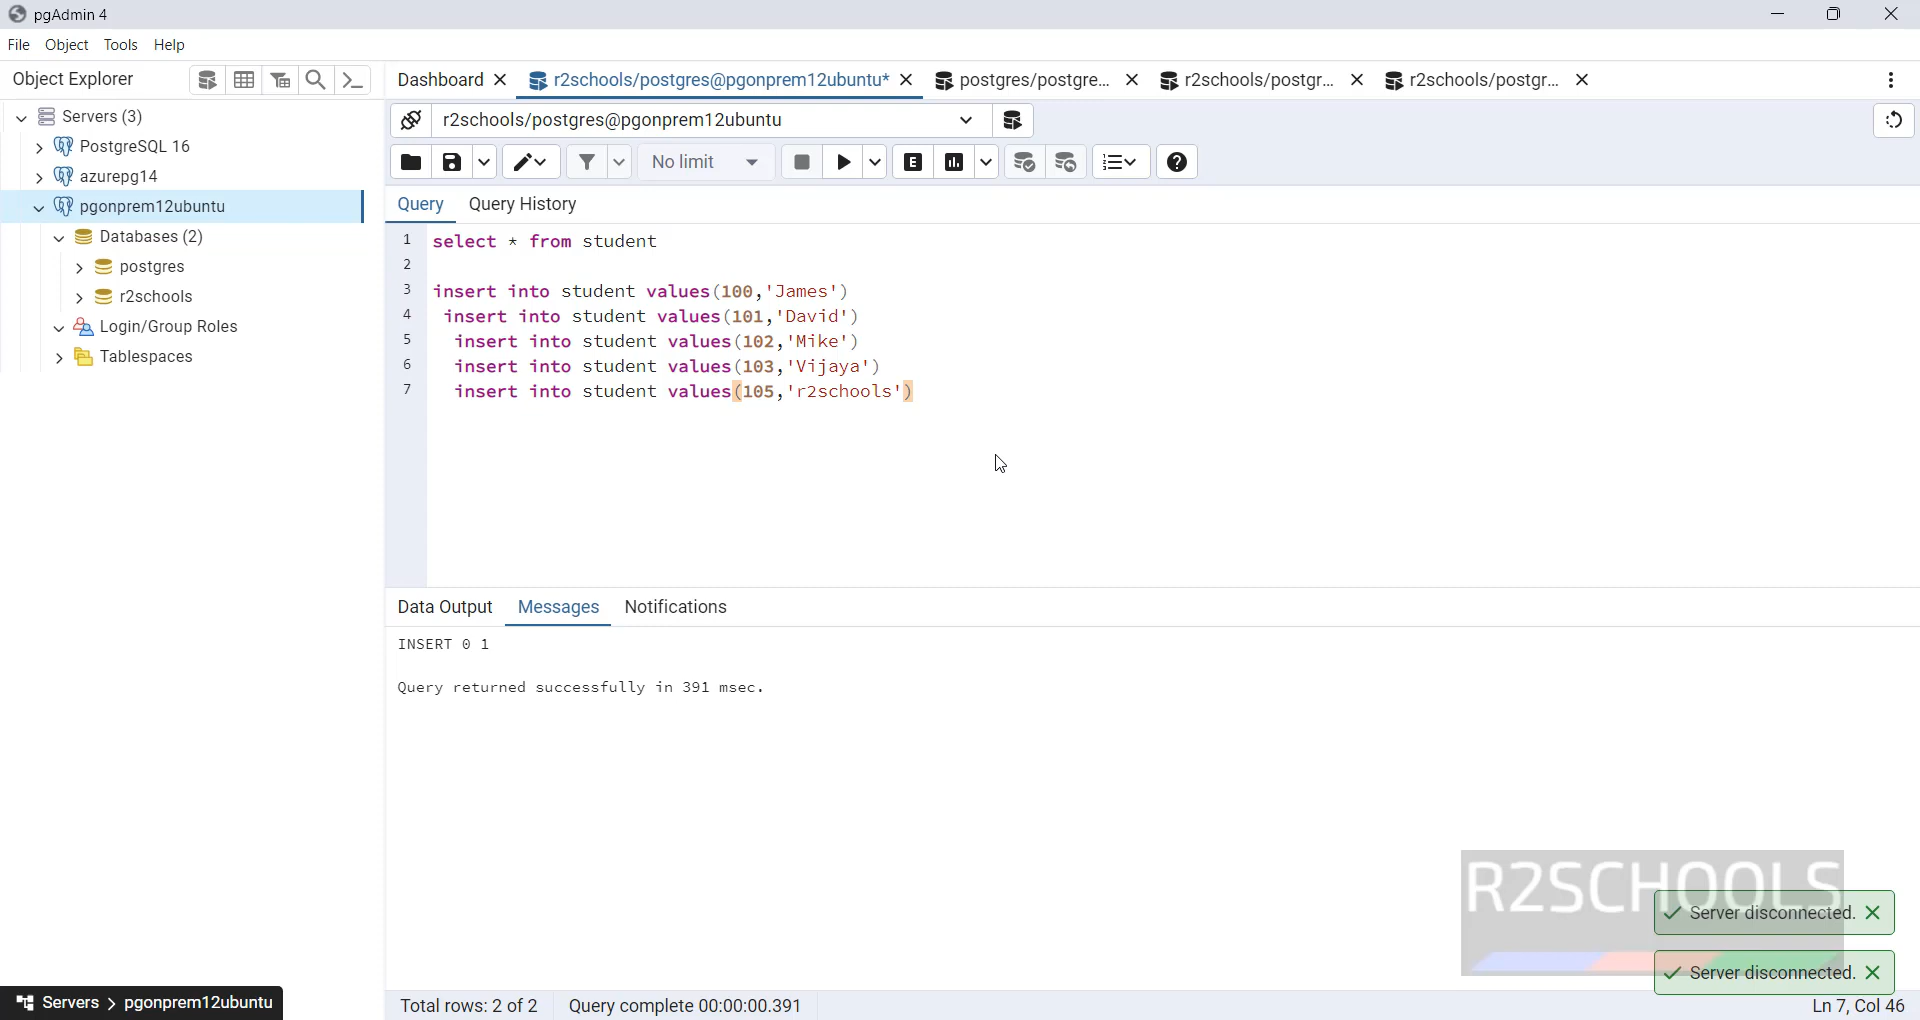 pgAdmin 4
File Object Tools Help
Object Explorer
Dashboard r2schools/postgres@pgonprem12ubuntu* postgres/postgre... r2schools/postgr... r2schools/postgr...
Servers (3)
PostgreSQL 16
azurepg14
pgonprem12ubuntu
Databases (2)
postgres
r2schools
Login/Group Roles
Tablespaces
r2schools/postgres@pgonprem12ubuntu
No limit
E
Query Query History
1 select * from student
2
3 insert into student values(100,'James')
4 insert into student values(101,'David')
5 insert into student values(102,'Mike')
6 insert into student values(103,'Vijaya')
7 insert into student values(105,'r2schools')
Data Output Messages Notifications
INSERT 0 1
Query returned successfully in 391 msec.
R2SCHOOLS
Server disconnected.
Server disconnected.
Servers > pgonprem12ubuntu
Total rows: 2 of 2 Query complete 00:00:00.391 Ln 7, Col 46